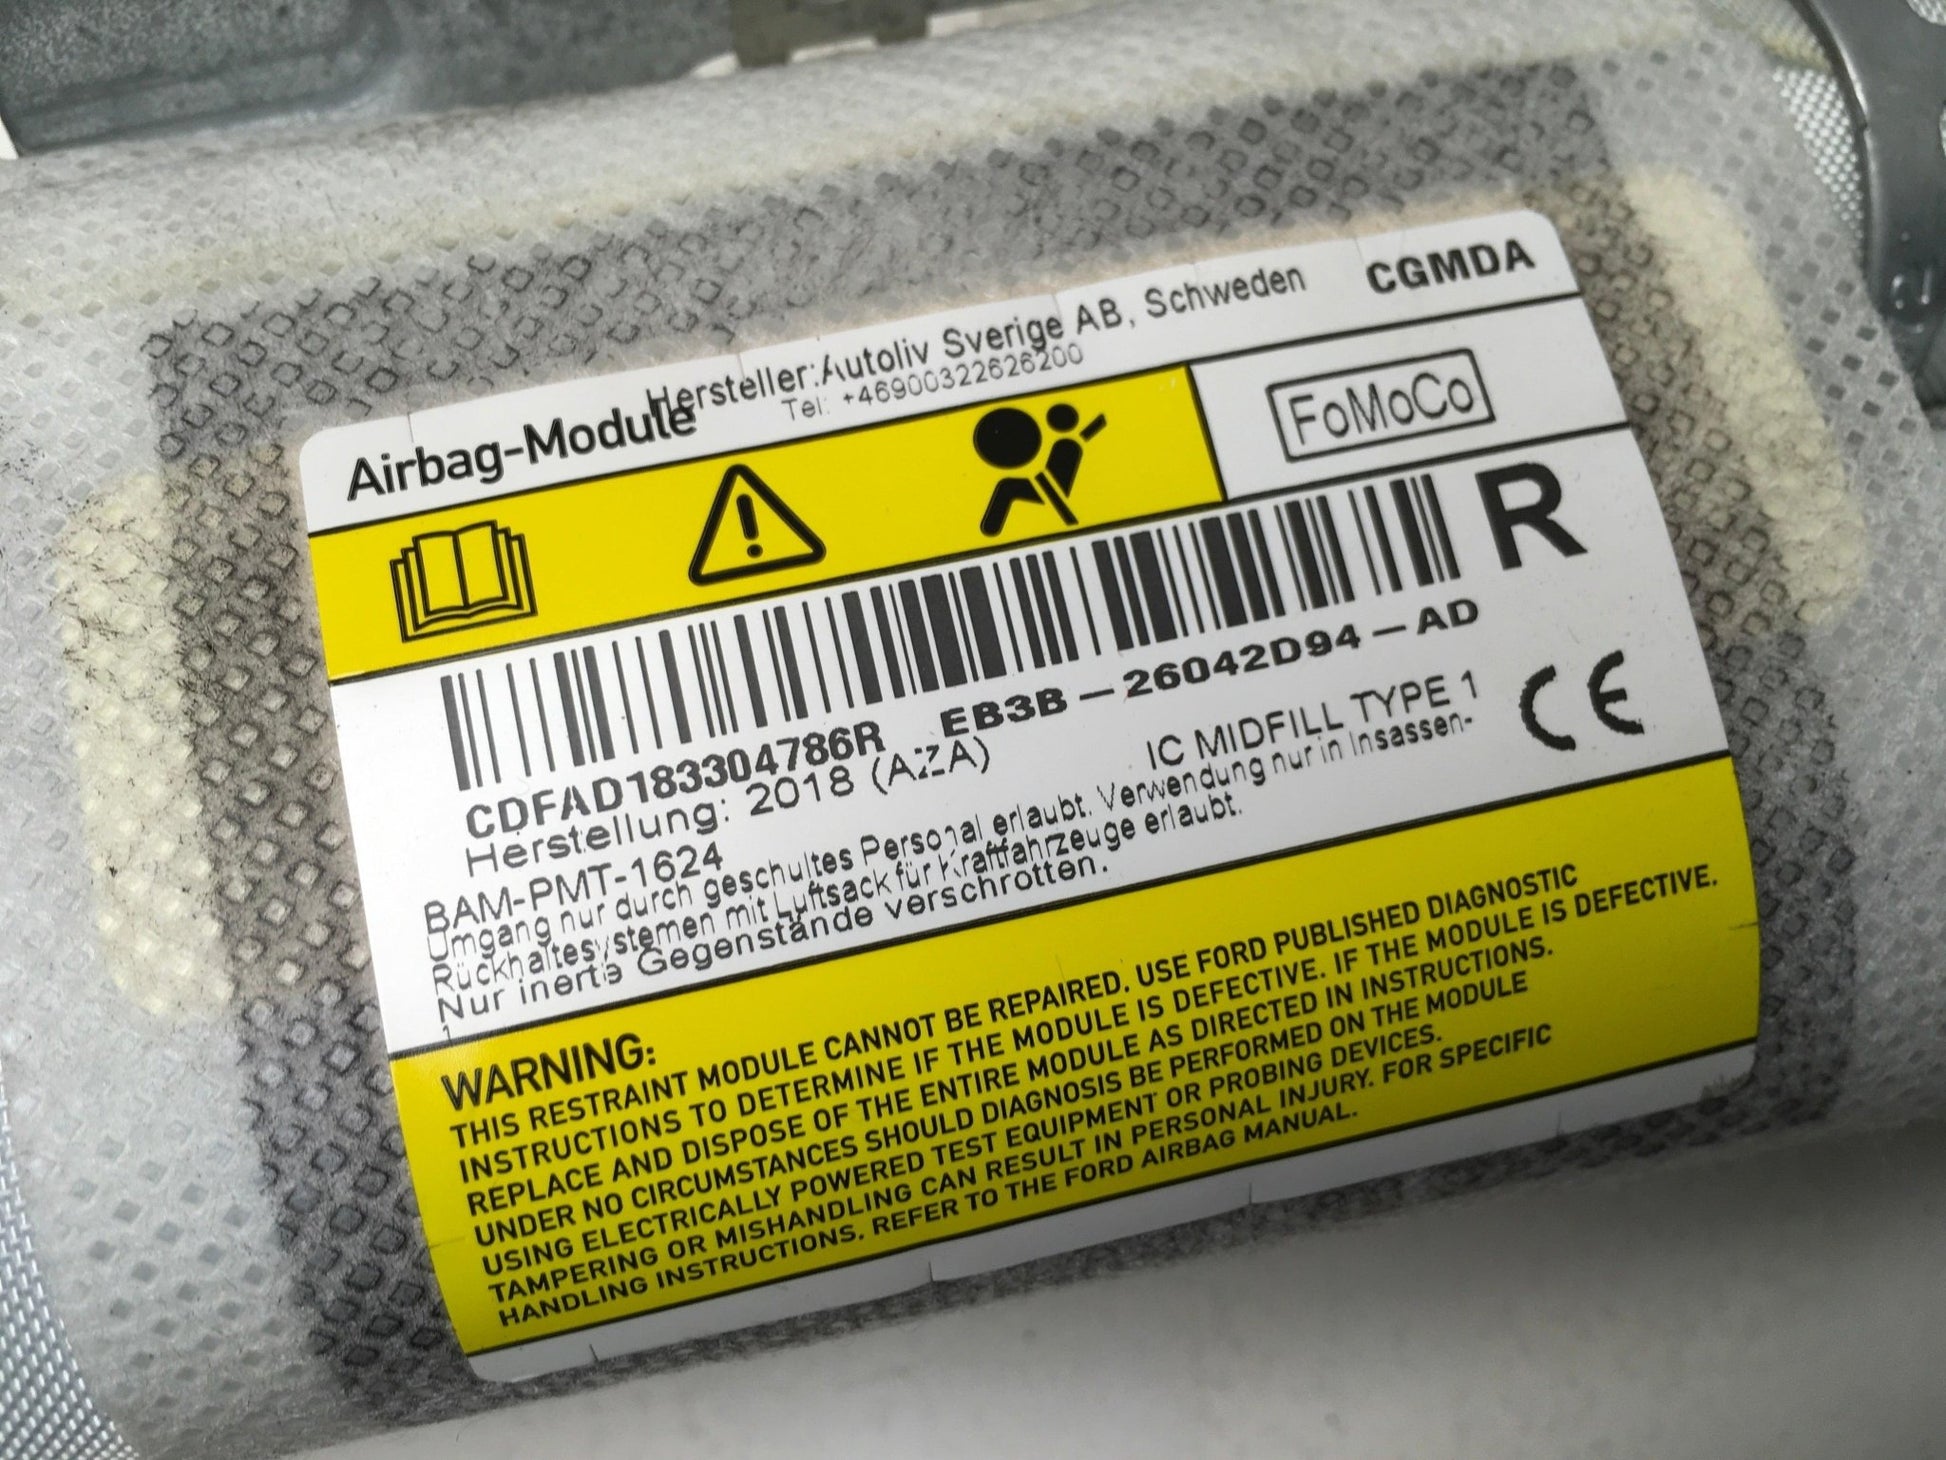 Hersteller:Autoliv Sverige AB, Schweden CGMDA
Tel: +46900322626200
Airbag-Module
FoMoCo
R
CDFAD183304786R EB3B-26042D94-AD
Herstellung: 2018 (AZA)
IC MIDFILL TYPE 1
CE
BAM-PMT-1624
Umgang nur durch geschultes Personal erlaubt. Verwendung nur in Insassen-
Rückhaltesystemen mit Luftsack für Kraftfahrzeuge erlaubt.
Nur inerte Gegenstände verschrotten.
1
WARNING:
THIS RESTRAINT MODULE CANNOT BE REPAIRED. USE FORD PUBLISHED DIAGNOSTIC
INSTRUCTIONS TO DETERMINE IF THE MODULE IS DEFECTIVE. IF THE MODULE IS DEFECTIVE.
REPLACE AND DISPOSE OF THE ENTIRE MODULE AS DIRECTED IN INSTRUCTIONS.
UNDER NO CIRCUMSTANCES SHOULD DIAGNOSIS BE PERFORMED ON THE MODULE
USING ELECTRICALLY POWERED TEST EQUIPMENT OR PROBING DEVICES.
TAMPERING OR MISHANDLING CAN RESULT IN PERSONAL INJURY. FOR SPECIFIC
HANDLING INSTRUCTIONS, REFER TO THE FORD AIRBAG MANUAL.